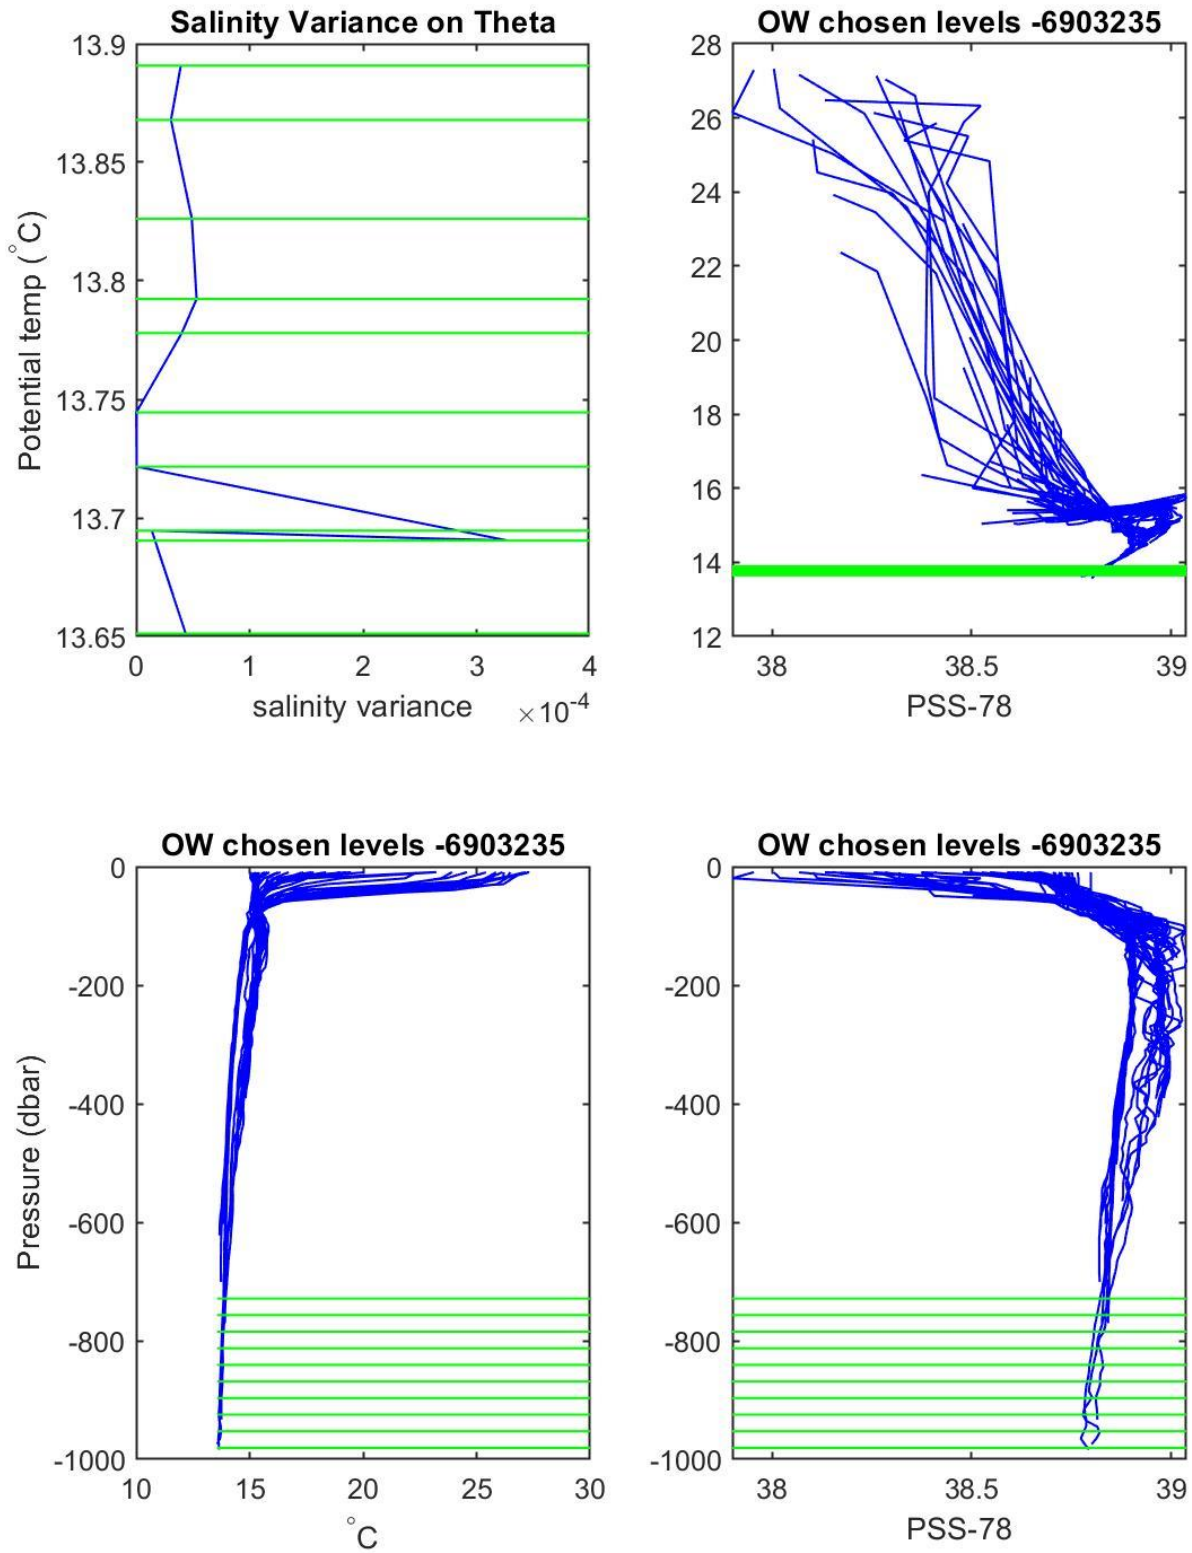 Salinity Variance on Theta
13.9
13.85
13.8
13.75
13.7
13.65
Potential temp (°C)
0 1 2 3 4
salinity variance ×10-4
OW chosen levels -6903235
28
26
24
22
20
18
16
14
12
38 38.5 39
PSS-78
OW chosen levels -6903235
0
-200
-400
-600
-800
-1000
Pressure (dbar)
10 15 20 25 30
°C
OW chosen levels -6903235
0
-200
-400
-600
-800
-1000
38 38.5 39
PSS-78